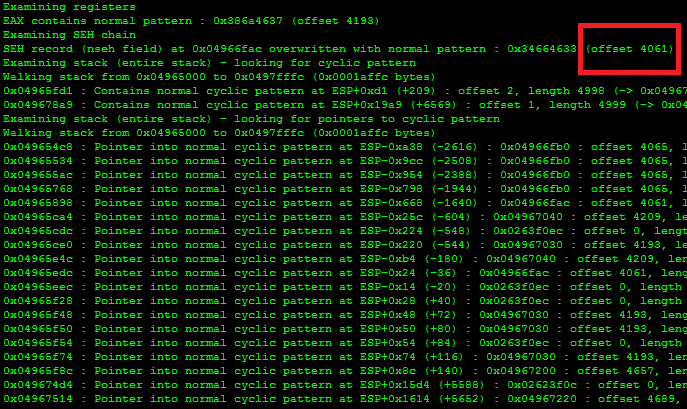 Examining registers
EAX contains normal pattern : 0x386a4637 (offset 4193)
Examining SEH chain
SEH record (nseh field) at 0x04966fac overwritten with normal pattern : 0x34664633 (offset 4061)
Examining stack (entire stack) - looking for cyclic pattern
Walking stack from 0x04965000 to 0x0497fffc (0x0001affc bytes)
0x04965fd1 : Contains normal cyclic pattern at ESP+0xd1 (+209) : offset 2, length 4998 (-> 0x04967
0x049678a9 : Contains normal cyclic pattern at ESP+0x19a9 (+6569) : offset 1, length 4999 (-> 0x04
Examining stack (entire stack) - looking for pointers to cyclic pattern
Walking stack from 0x04965000 to 0x0497fffc (0x0001affc bytes)
0x049654c8 : Pointer into normal cyclic pattern at ESP-0xa38 (-2616) : 0x04966fb0 : offset 4065, l
0x04965534 : Pointer into normal cyclic pattern at ESP-0x9cc (-2508) : 0x04966fb0 : offset 4065, l
0x049655ac : Pointer into normal cyclic pattern at ESP-0x954 (-2388) : 0x04966fb0 : offset 4065, l
0x04965768 : Pointer into normal cyclic pattern at ESP-0x798 (-1944) : 0x04966fb0 : offset 4065, l
0x04965898 : Pointer into normal cyclic pattern at ESP-0x668 (-1640) : 0x04966fac : offset 4061, l
0x04965ca4 : Pointer into normal cyclic pattern at ESP-0x25c (-604) : 0x04967040 : offset 4209, len
0x04965cdc : Pointer into normal cyclic pattern at ESP-0x224 (-548) : 0x0263f0ec : offset 0, length
0x04965ce0 : Pointer into normal cyclic pattern at ESP-0x220 (-544) : 0x04967030 : offset 4193, len
0x04965e4c : Pointer into normal cyclic pattern at ESP-0xb4 (-180) : 0x04967040 : offset 4209, leng
0x04965edc : Pointer into normal cyclic pattern at ESP-0x24 (-36) : 0x04966fac : offset 4061, lengt
0x04965eec : Pointer into normal cyclic pattern at ESP-0x14 (-20) : 0x0263f0ec : offset 0, length
0x04965f28 : Pointer into normal cyclic pattern at ESP+0x28 (+40) : 0x0263f0ec : offset 0, length
0x04965f48 : Pointer into normal cyclic pattern at ESP+0x48 (+72) : 0x04967030 : offset 4193, lengt
0x04965f50 : Pointer into normal cyclic pattern at ESP+0x50 (+80) : 0x04967030 : offset 4193, lengt
0x04965f54 : Pointer into normal cyclic pattern at ESP+0x54 (+84) : 0x0263f0ec : offset 0, length
0x04965f74 : Pointer into normal cyclic pattern at ESP+0x74 (+116) : 0x04967030 : offset 4193, leng
0x04965f8c : Pointer into normal cyclic pattern at ESP+0x8c (+140) : 0x04967200 : offset 4657, leng
0x049674d4 : Pointer into normal cyclic pattern at ESP+0x15d4 (+5588) : 0x02623f0c : offset 0, len
0x04967514 : Pointer into normal cyclic pattern at ESP+0x1614 (+5652) : 0x04967220 : offset 4689,